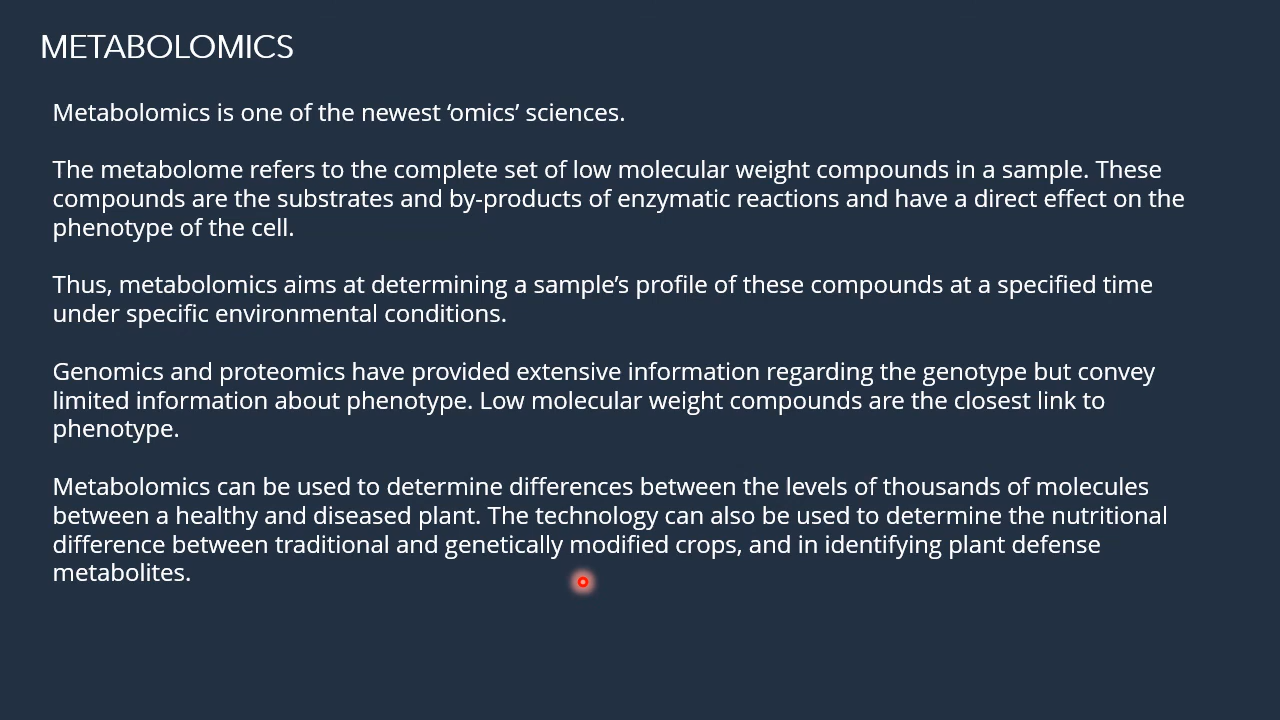 METABOLOMICS
Metabolomics is one of the newest ‘omics’ sciences.
The metabolome refers to the complete set of low molecular weight compounds in a sample. These
compounds are the substrates and by-products of enzymatic reactions and have a direct effect on the
phenotype of the cell.
Thus, metabolomics aims at determining a sample’s profile of these compounds at a specified time
under specific environmental conditions.
Genomics and proteomics have provided extensive information regarding the genotype but convey
limited information about phenotype. Low molecular weight compounds are the closest link to
phenotype.
Metabolomics can be used to determine differences between the levels of thousands of molecules
between a healthy and diseased plant. The technology can also be used to determine the nutritional
difference between traditional and genetically modified crops, and in identifying plant defense
metabolites.